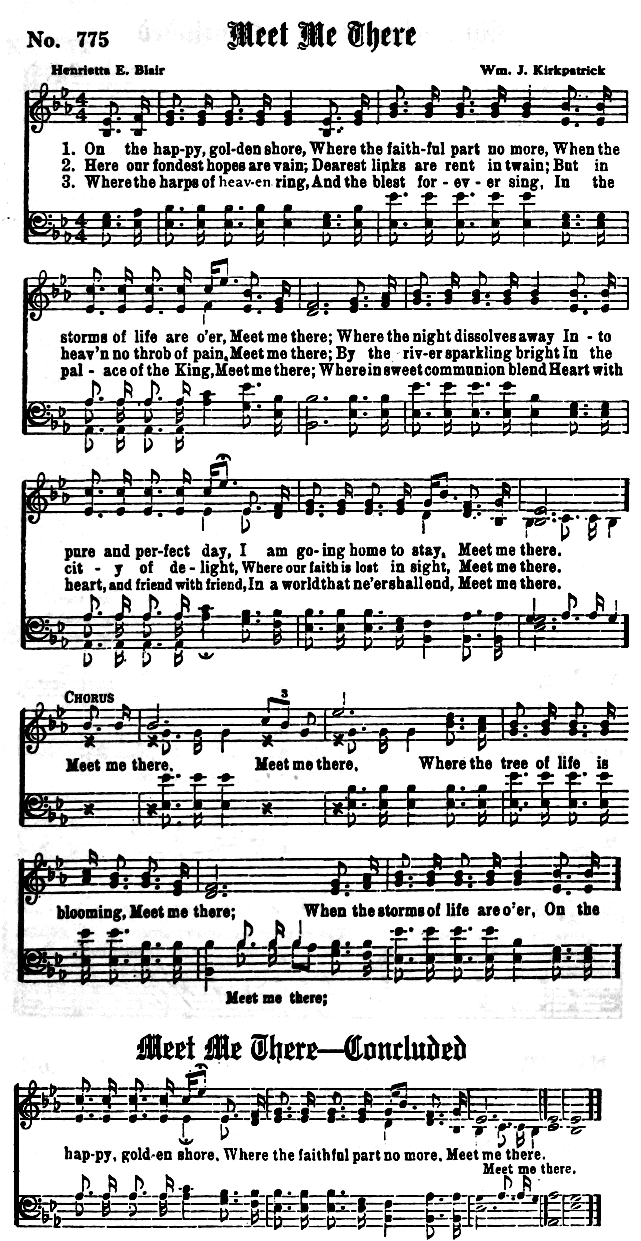 No. 775 Meet Me There
Henrietta E. Blair Wm. J. Kirkpatrick
1. On the hap-py, gol-den shore, Where the faith-ful part no more, When the
2. Here our fondest hopes are vain; Dearest links are rent in twain; But in
3. Where the harps of heav-en ring, And the blest for-ev-er sing, In the
storms of life are o'er, Meet me there; Where the night dissolves away In-to
heav'n no throb of pain, Meet me there; By the riv-er sparkling bright In the
pal-ace of the King, Meet me there; Where in sweet communion blend Heart with
pure and per-fect day, I am go-ing home to stay, Meet me there.
cit-y of de-light, Where our faith is lost in sight, Meet me there.
heart, and friend with friend, In a world that ne'er shall end, Meet me there.
CHORUS
3
Meet me there. Meet me there, Where the tree of life is
blooming, Meet me there; When the storms of life are o'er, On the
Meet me there;
Meet Me There—Concluded
hap-py, gold-en shore, Where the faithful part no more, Meet me there.
Meet me there.